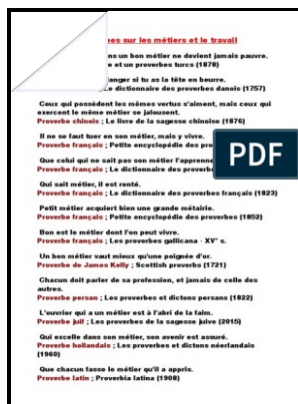 es sur les métiers et le travail
ns un bon métier ne devient jamais pauvre.
e et un proverbes turcs (1878)
anger si tu as la tête en beurre.
e dictionnaire des proverbes danois (1757)
Ceux qui possèdent les mêmes vertus s'aiment, mais ceux qui
exercent le même métier se jalousent.
Proverbe chinois ; Le livre de la sagesse chinoise (1876)
Il ne se faut tuer en son métier, mais y vivre.
Proverbe français ; Petite encyclopédie des pro
Que celui qui ne sait pas son métier l'apprenne
Proverbe français ; Le dictionnaire des proverb
PDF
Qui sait métier, il est renté.
Proverbe français ; Le dictionnaire des proverbes français (1823)
Petit métier acquiert bien une grande métairie.
Proverbe français ; Petite encyclopédie des proverbes (1852)
Bon est le métier dont l'on peut vivre.
Proverbe français ; Les proverbes gallicana - XV° s.
Un bon métier vaut mieux qu'une poignée d'or.
Proverbe de James Kelly ; Scottish proverbs (1721)
Chacun doit parler de sa profession, et jamais de celle des
autres.
Proverbe persan ; Les proverbes et dictons persans (1822)
L'ouvrier qui a un métier est à l'abri de la faim.
Proverbe juif ; Les proverbes de la sagesse juive (2015)
Qui excelle dans son métier, son avenir est assuré.
Proverbe hollandais ; Les proverbes et dictons néerlandais
(1960)
Que chacun fasse le métier qu'il a appris.
Proverbe latin ; Proverbia latina (1908)